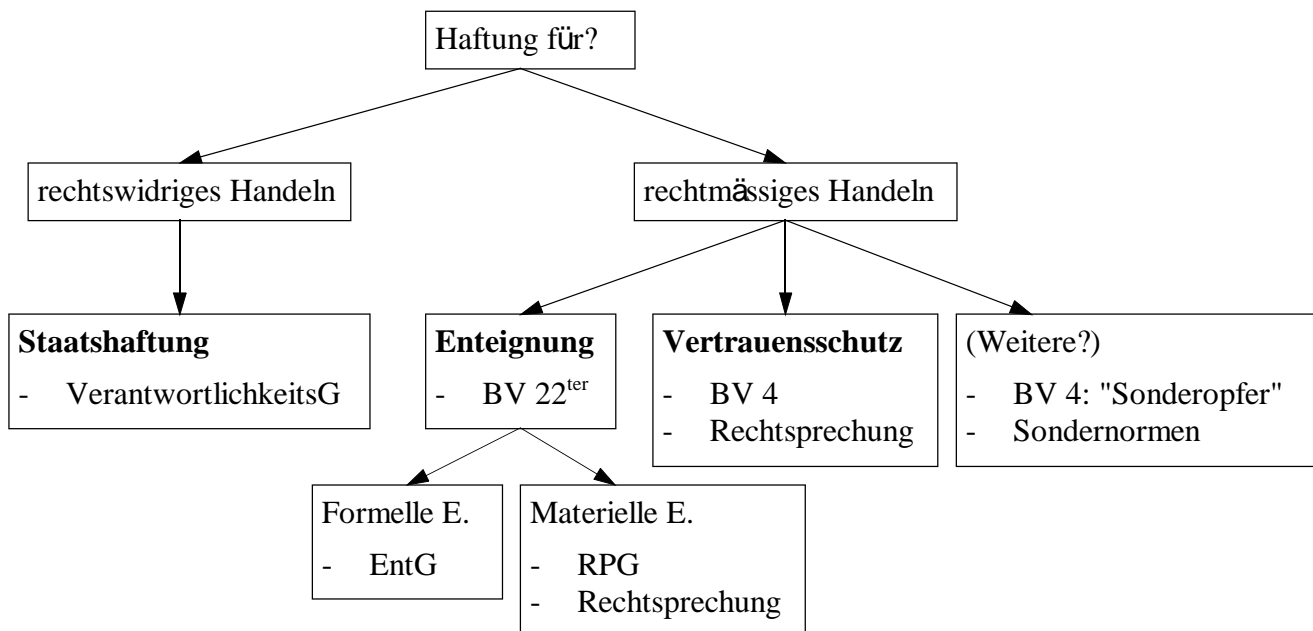 Haftung für?
rechtswidriges Handeln
rechtmässiges Handeln
Staatshaftung
- VerantwortlichkeitsG
Enteignung
- BV 22ter
Vertrauensschutz
- BV 4
- Rechtsprechung
(Weitere?)
- BV 4: "Sonderopfer"
- Sondernormen
Formelle E.
- EntG
Materielle E.
- RPG
- Rechtsprechung